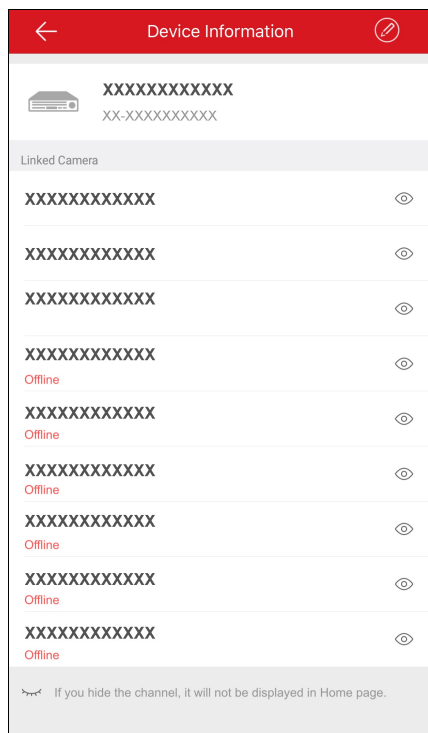 Device Information
XXXXXXXXXXXX
XX-XXXXXXXXXX
Linked Camera
XXXXXXXXXXXX
XXXXXXXXXXXX
XXXXXXXXXXXX
XXXXXXXXXXXX
Offline
XXXXXXXXXXXX
Offline
XXXXXXXXXXXX
Offline
XXXXXXXXXXXX
Offline
XXXXXXXXXXXX
Offline
XXXXXXXXXXXX
Offline
If you hide the channel, it will not be displayed in Home page.